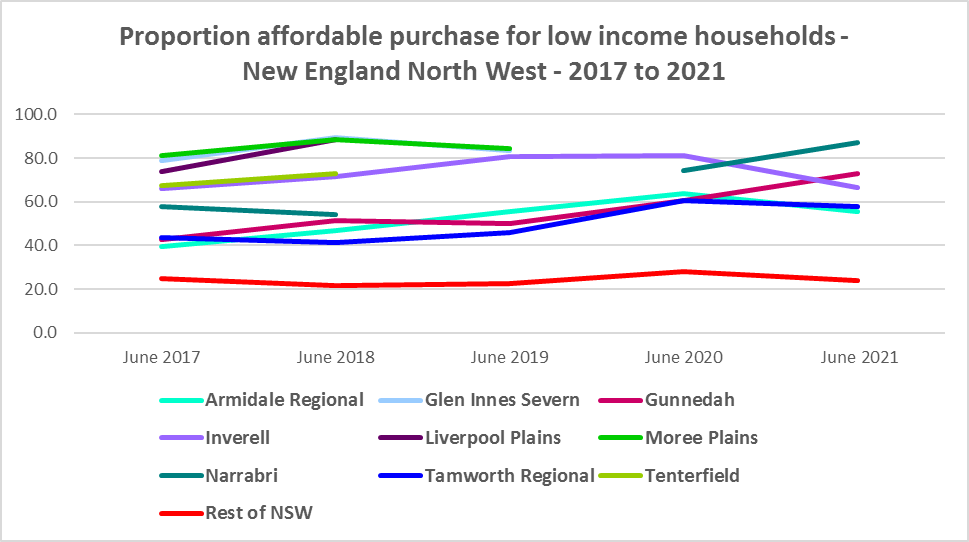 Proportion affordable purchase for low income households -
New England North West - 2017 to 2021
100.0
80.0
60.0
40.0
20.0
0.0
June 2017 June 2018 June 2019 June 2020 June 2021
Armidale Regional Glen Innes Severn Gunnedah
Inverell Liverpool Plains Moree Plains
Narrabri Tamworth Regional Tenterfield
Rest of NSW